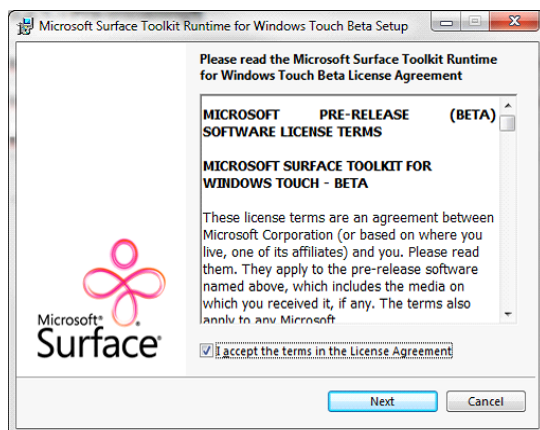 Microsoft Surface Toolkit Runtime for Windows Touch Beta Setup
Please read the Microsoft Surface Toolkit Runtime
for Windows Touch Beta License Agreement
MICROSOFT PRE-RELEASE (BETA)
SOFTWARE LICENSE TERMS
MICROSOFT SURFACE TOOLKIT FOR
WINDOWS TOUCH - BETA
These license terms are an agreement between
Microsoft Corporation (or based on where you
live, one of its affiliates) and you. Please read
them. They apply to the pre-release software
named above, which includes the media on
which you received it, if any. The terms also
apply to any Microsoft
Microsoft®
Surface®
I accept the terms in the License Agreement
Next
Cancel